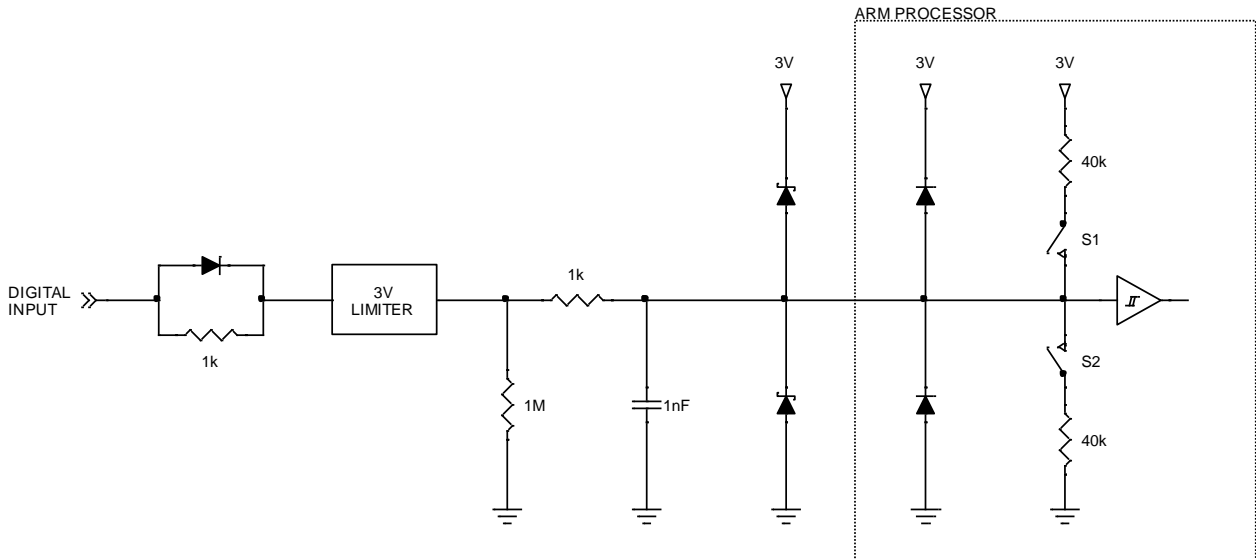 ARM PROCESSOR
3V
3V
3V
40k
S1
1k
DIGITAL
INPUT
3V
LIMITER
S2
1k
1M
1nF
40k